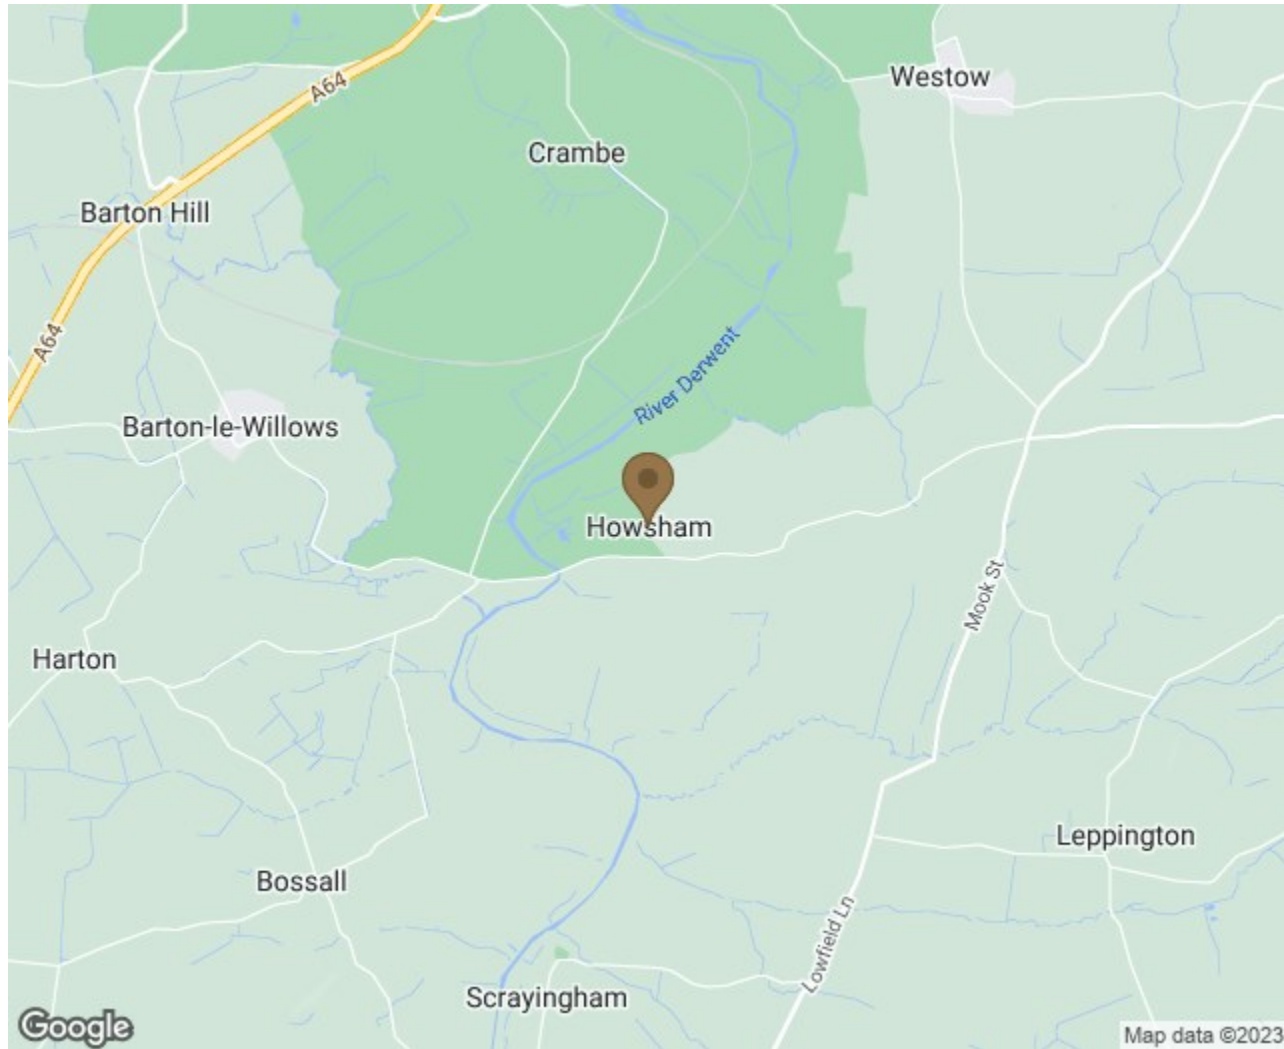 Westow
A64
Crambe
Barton Hill
A64
River Derwent
Barton-le-Willows
Howsham
Mook St
Harton
Leppington
Bossall
Lowfield Ln
Scrayingham
Google
Map data ©2023